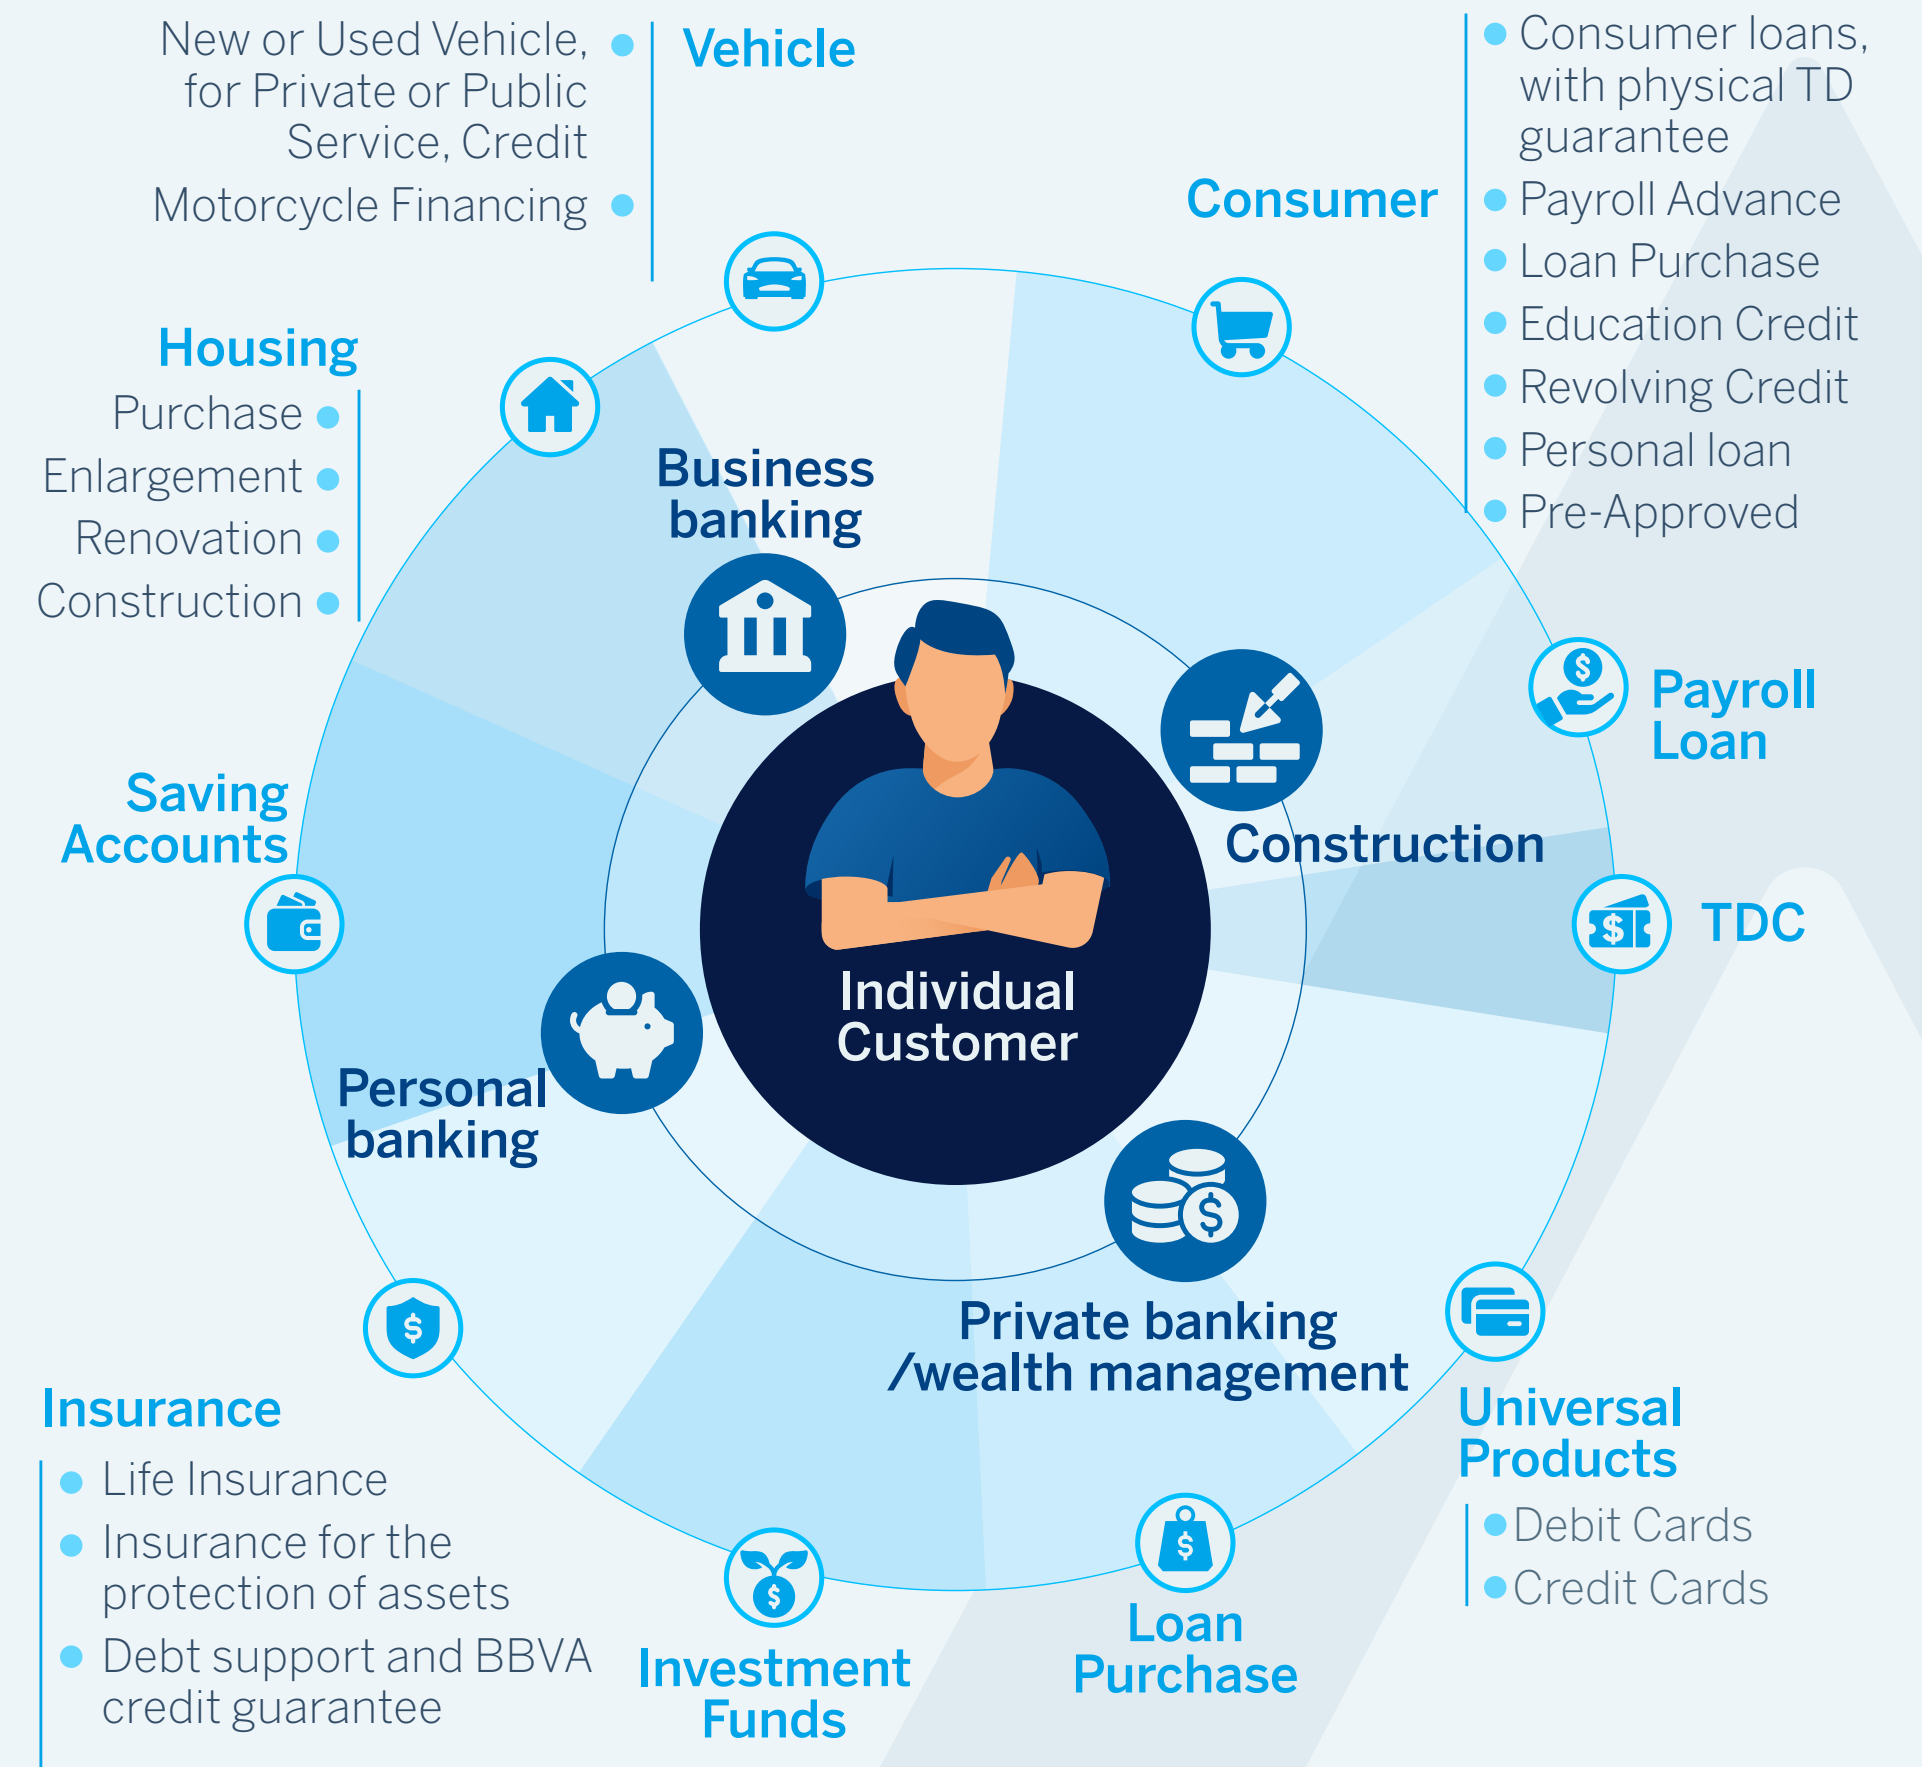 New or Used Vehicle,
for Private or Public
Service, Credit
Motorcycle Financing
Vehicle
Consumer
Consumer loans,
with physical TD
guarantee
Payroll Advance
Loan Purchase
Education Credit
Revolving Credit
Personal loan
Pre-Approved
Housing
Purchase
Enlargement
Renovation
Construction
Business
banking
Payroll
Loan
Saving
Accounts
Construction
TDC
Individual
Customer
Personal
banking
Private banking
/wealth management
Insurance
Life Insurance
Insurance for the
protection of assets
Debt support and BBVA
credit guarantee
Investment
Funds
Loan
Purchase
Universal
Products
Debit Cards
Credit Cards